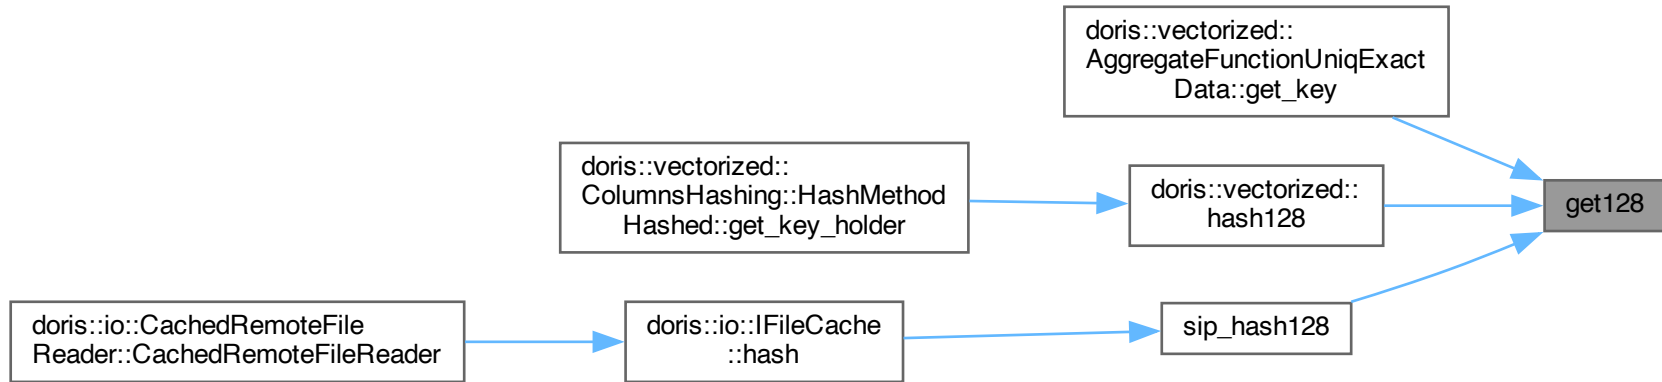 doris::vectorized::
AggregateFunctionUniqExact
Data::get_key
doris::vectorized::
ColumnsHashing::HashMethod
Hashed::get_key_holder
doris::vectorized::
hash128
get128
doris::io::CachedRemoteFile
Reader::CachedRemoteFileReader
doris::io::IFileCache
::hash
sip_hash128